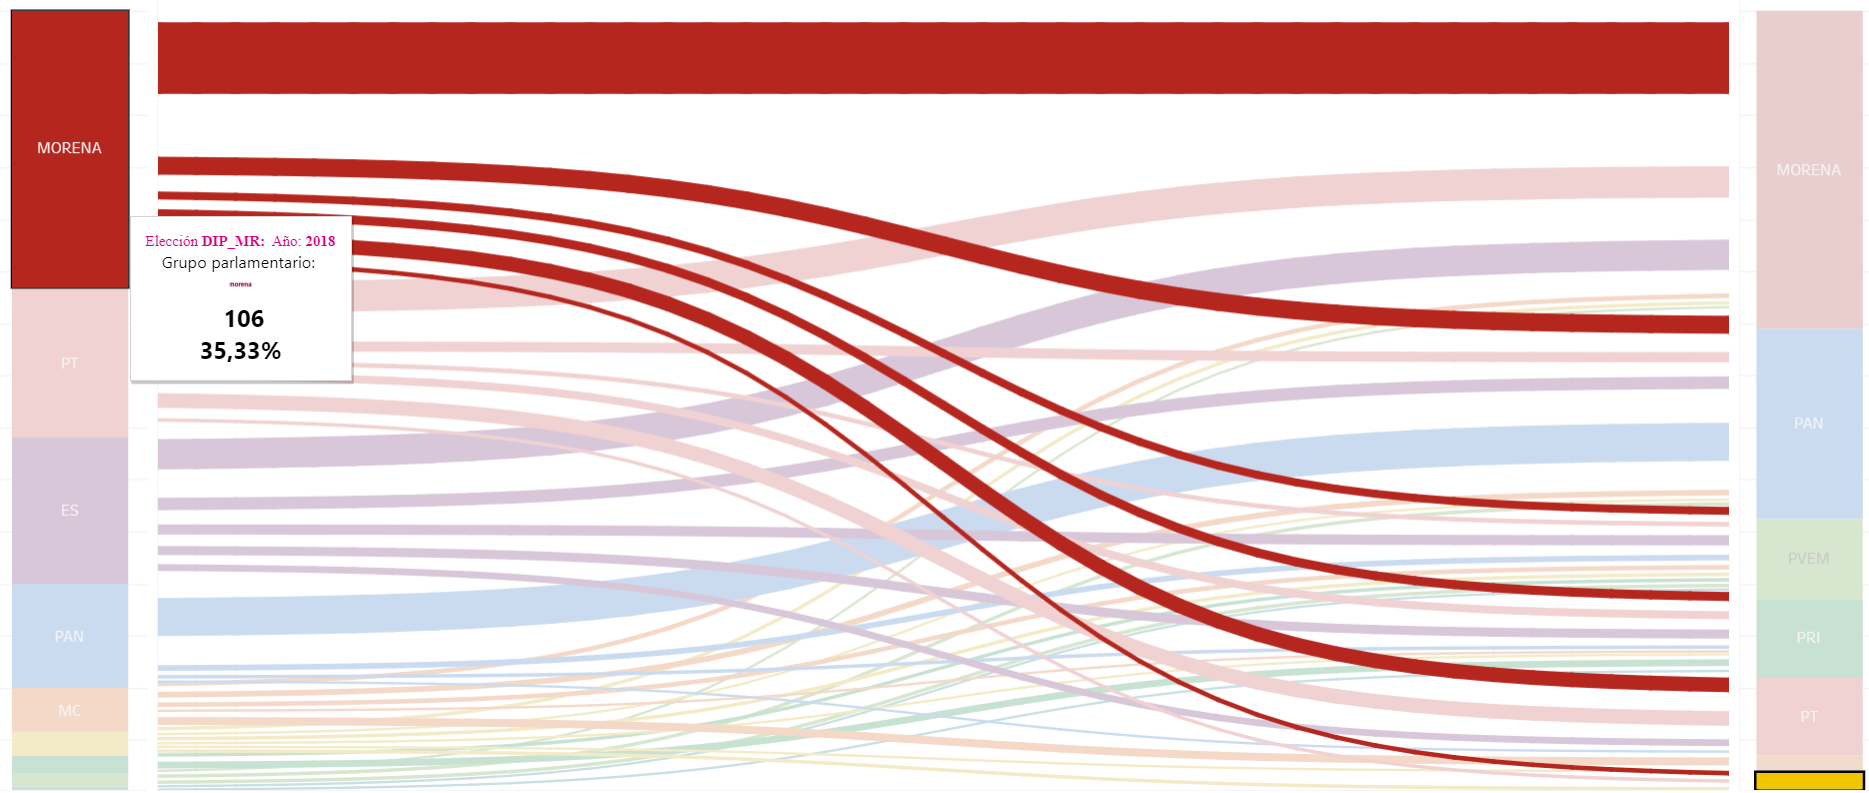 MORENA
PT
ES
PAN
MC
Elección DIP_MR: Año: 2018
Grupo parlamentario:
morena
106
35,33%
MORENA
PAN
PVEM
PRI
PT